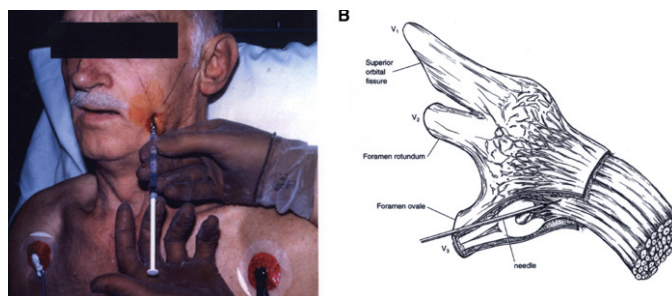 B
V1
Superior
orbital
fissure
V2
Foramen rotundum
Foramen ovale
V3
needle